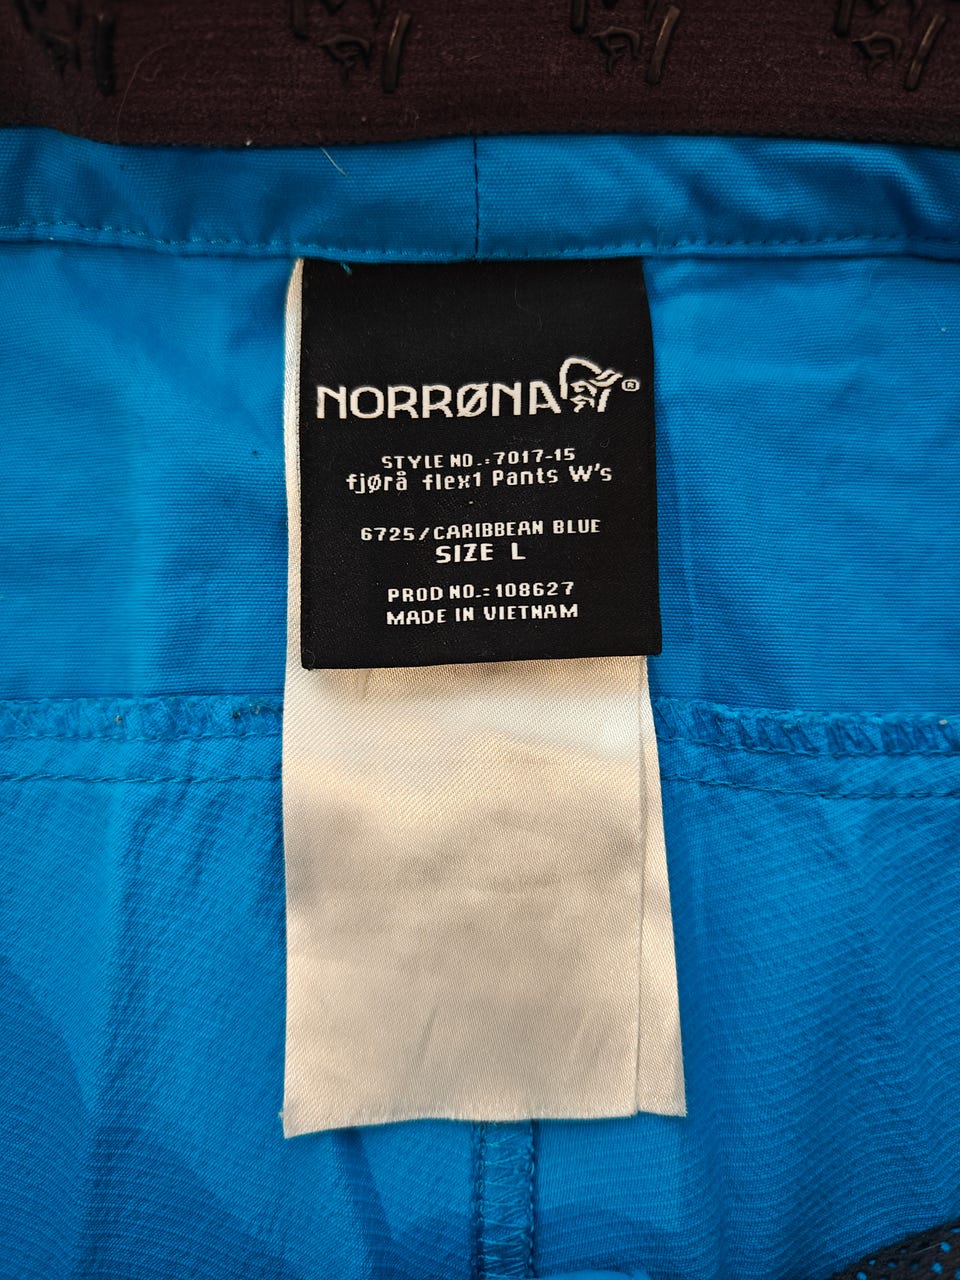 NORRØNA®
STYLE NO.: 7017-15
fjørå flex1 Pants W's
6725/CARIBBEAN BLUE
SIZE L
PROD NO.: 108627
MADE IN VIETNAM